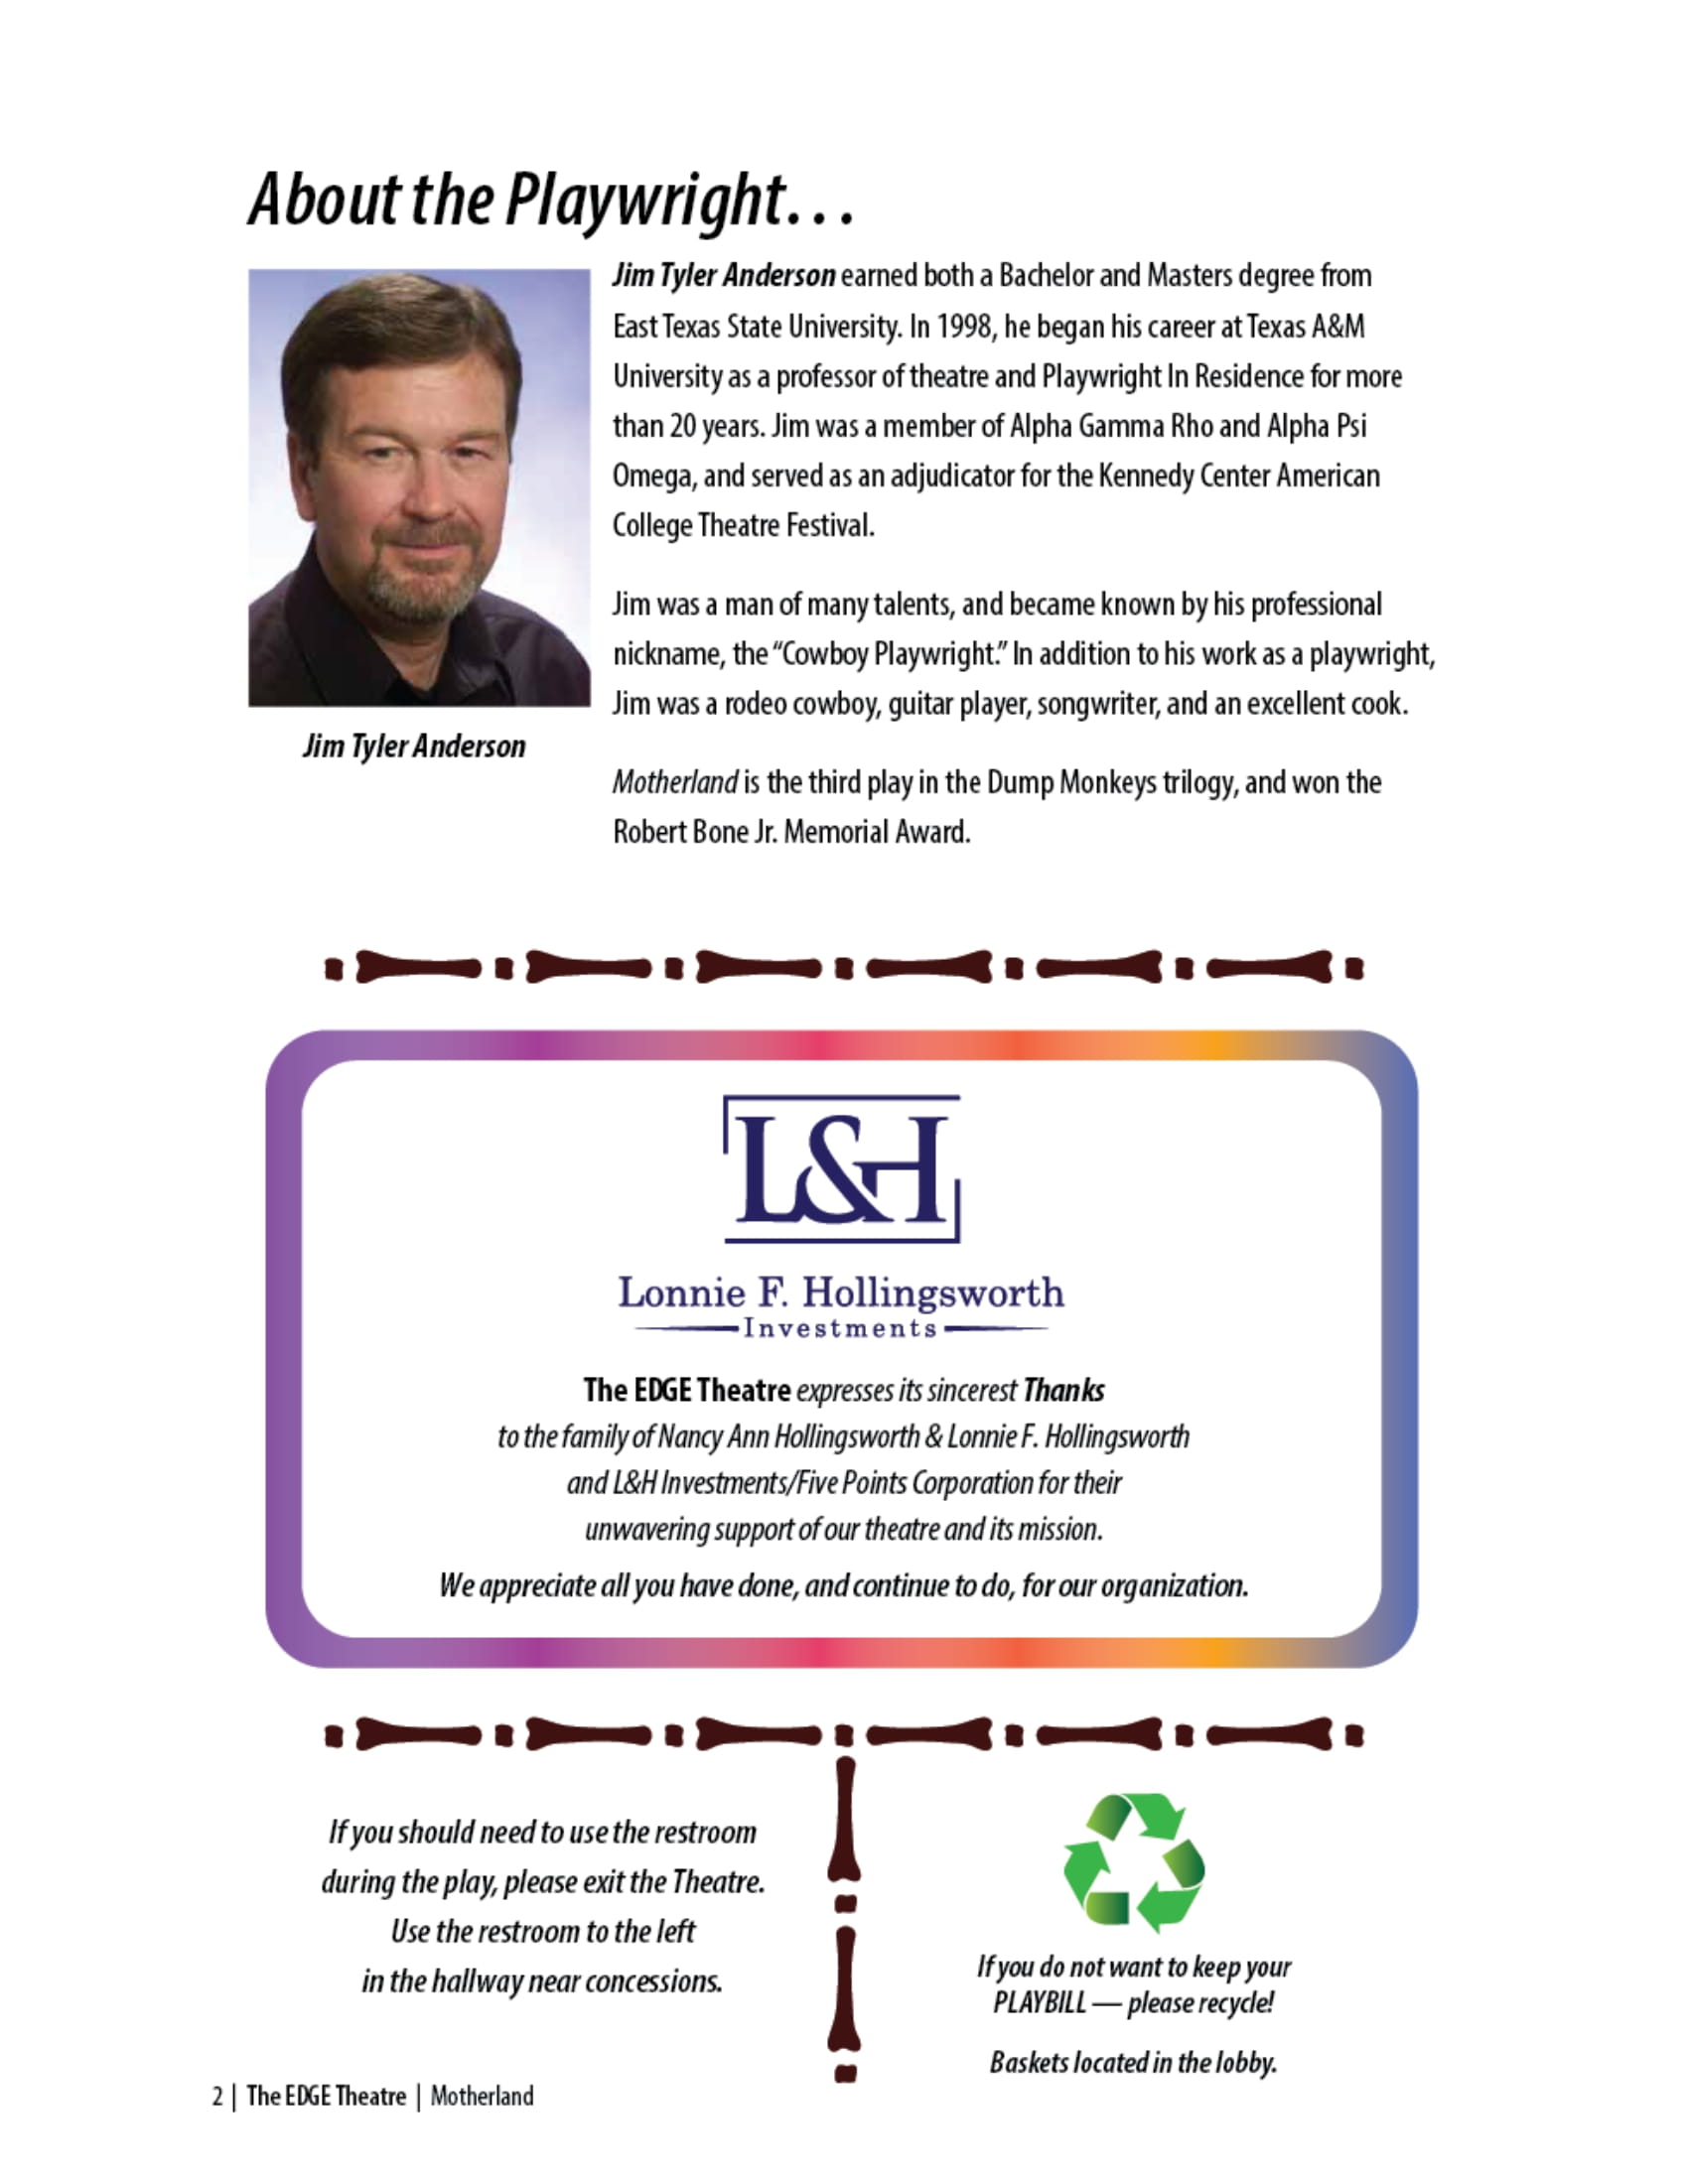 About the Playwright...
Jim Tyler Anderson earned both a Bachelor and Masters degree from
East Texas State University. In 1998, he began his career at Texas A&M
University as a professor of theatre and Playwright In Residence for more
than 20 years. Jim was a member of Alpha Gamma Rho and Alpha Psi
Omega, and served as an adjudicator for the Kennedy Center American
College Theatre Festival.
Jim was a man of many talents, and became known by his professional
nickname, the “Cowboy Playwright.” In addition to his work as a playwright,
Jim was a rodeo cowboy, guitar player, songwriter, and an excellent cook.
Jim Tyler Anderson
Motherland is the third play in the Dump Monkeys trilogy, and won the
Robert Bone Jr. Memorial Award.
L&H
Lonnie F. Hollingsworth
Investments
The EDGE Theatre expresses its sincerest Thanks
to the family of Nancy Ann Hollingsworth & Lonnie F. Hollingsworth
and L&H Investments/Five Points Corporation for their
unwavering support of our theatre and its mission.
We appreciate all you have done, and continue to do, for our organization.
If you should need to use the restroom
during the play, please exit the Theatre.
Use the restroom to the left
in the hallway near concessions.
If you do not want to keep your
PLAYBILL — please recycle!
Baskets located in the lobby.
2 | The EDGE Theatre | Motherland